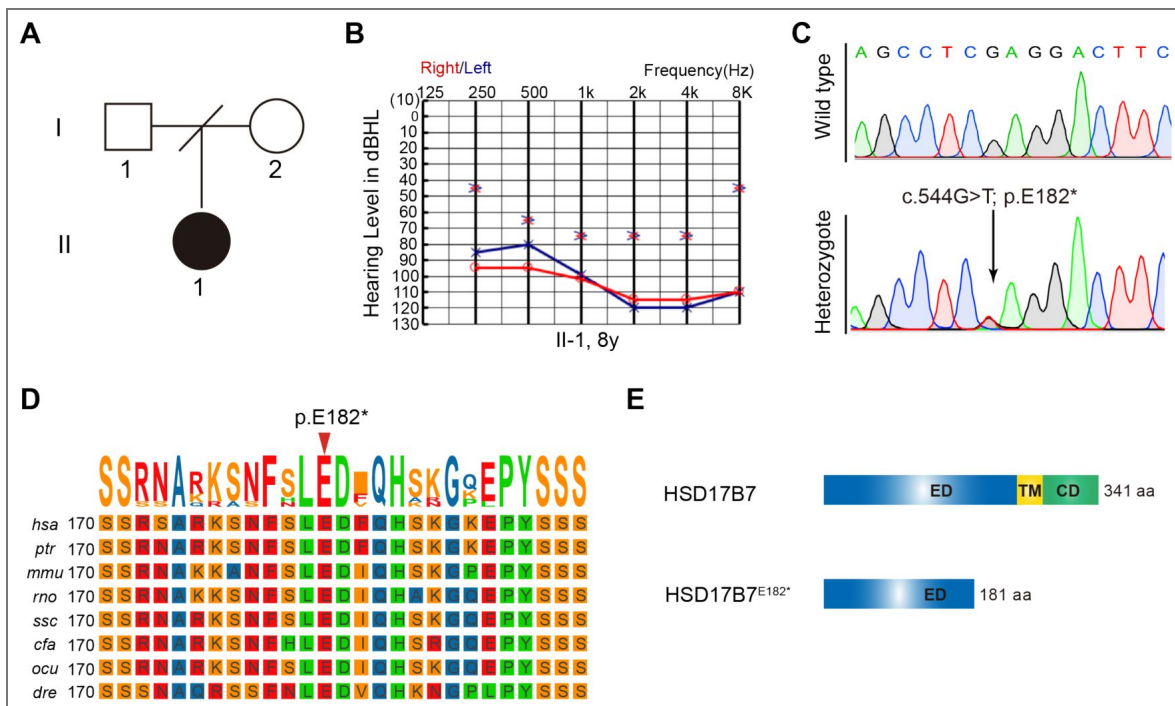 A
I
1
2
II
1
B
Right/Left Frequency(Hz)
125 250 500 1k 2k 4k 8K
(10)
0
10
20
30
40
50
60
70
80
90
100
110
120
130
Hearing Level in dBHL
II-1, 8y
C
A G C C T C G A G G A C T T C
Wild type
c.544G>T; p.E182*
Heterozygote
D
p.E182*
SSRNARKSNFSLED QHSKGQEPYSSS
hsa 170 S S R S A R K S N F S L E D F Q H S K G K E P Y S S S
ptr 170 S S R N A R K S N F S L E D F Q H S K G K E P Y S S S
mmu 170 S S R N A K K A N F S L E D I Q H S K G P E P Y S S S
rno 170 S S R N A K K S N F S L E D I Q H A K G Q E P Y S S S
ssc 170 S S R N A R K S N F S L E D I Q H S K G Q E P Y S S S
cfa 170 S S R N A R K S N F H L E D I Q H S R G Q E P Y S S S
ocu 170 S S R N A R K S N F S L E D I Q H S K G Q E P Y S S S
dre 170 S S S N A Q R S S F N L E D V Q H K N G P L P Y S S S
E
HSD17B7 ED TM CD 341 aa
HSD17B7E182* ED 181 aa